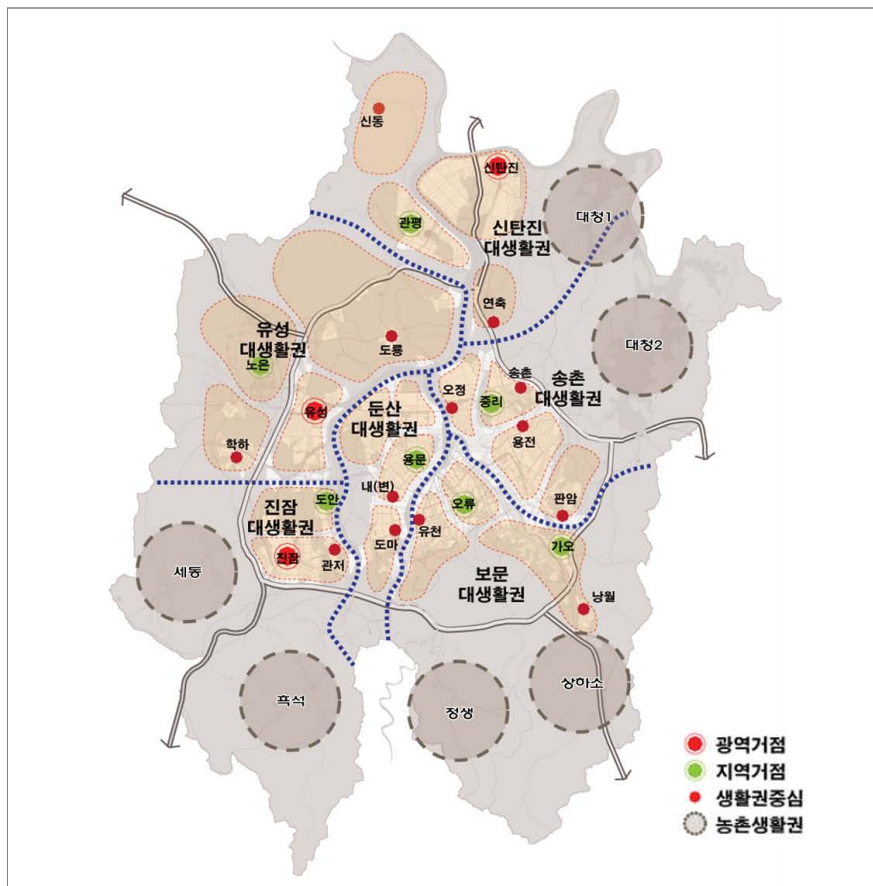 신동
신탄진
관평
대청1
신탄진
대생활권
연축
유성
대생활권
도룡
노은
대청2
송촌
송촌
대생활권
오정
중리
유성
둔산
대생활권
용전
학하
용문
내(변)
판암
도안
오류
진잠
대생활권
유천
도마
가오
진잠
관저
세동
보문
대생활권
낭월
흑석
정생
상하소
광역거점
지역거점
생활권중심
농촌생활권